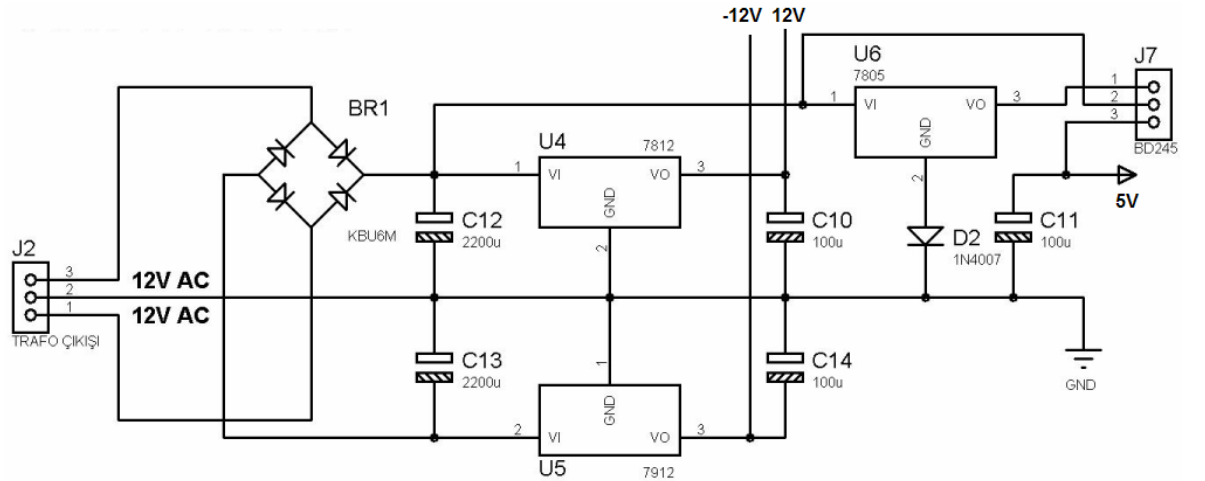 -12V 12V
U6
7805
J7
1
VI
VO
3
GND
2
1
2
3
BD245
5V
BR1
KBU6M
U4
7812
1
VI
VO
3
GND
2
C12
2200u
C10
100u
D2
1N4007
C11
100u
J2
3
2
1
12V AC
12V AC
TRAFO ÇIKIŞI
C13
2200u
C14
100u
GND
1
GND
2
VI
VO
3
U5
7912